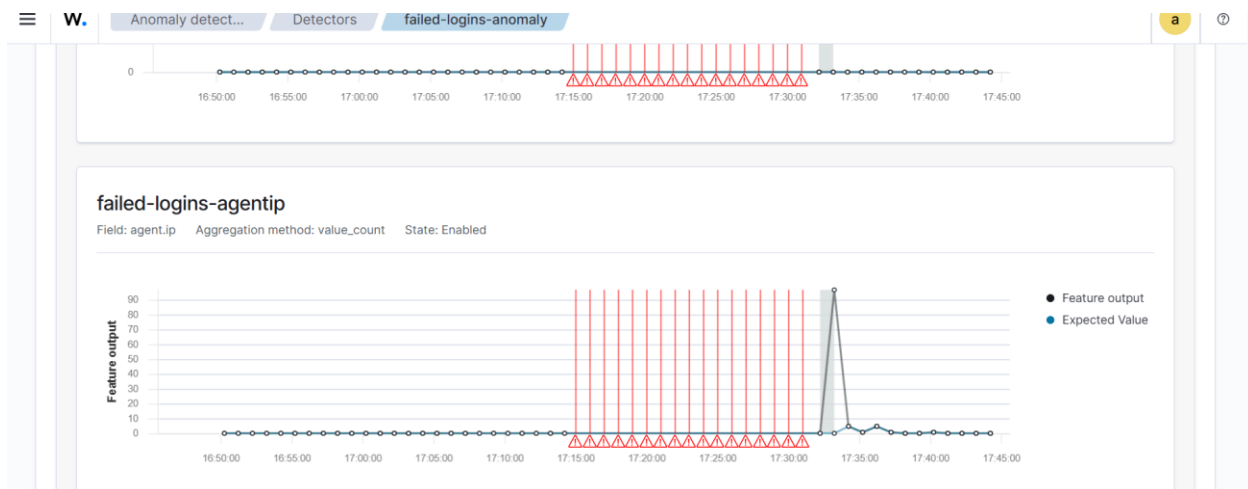 W. Anomaly detect... Detectors failed-logins-anomaly a ?
0
16:50:00 16:55:00 17:00:00 17:05:00 17:10:00 17:15:00 17:20:00 17:25:00 17:30:00 17:35:00 17:40:00 17:45:00
failed-logins-agentip
Field: agent.ip Aggregation method: value_count State: Enabled
Feature output
90
80
70
60
50
40
30
20
10
0
16:50:00 16:55:00 17:00:00 17:05:00 17:10:00 17:15:00 17:20:00 17:25:00 17:30:00 17:35:00 17:40:00 17:45:00
Feature output
Expected Value